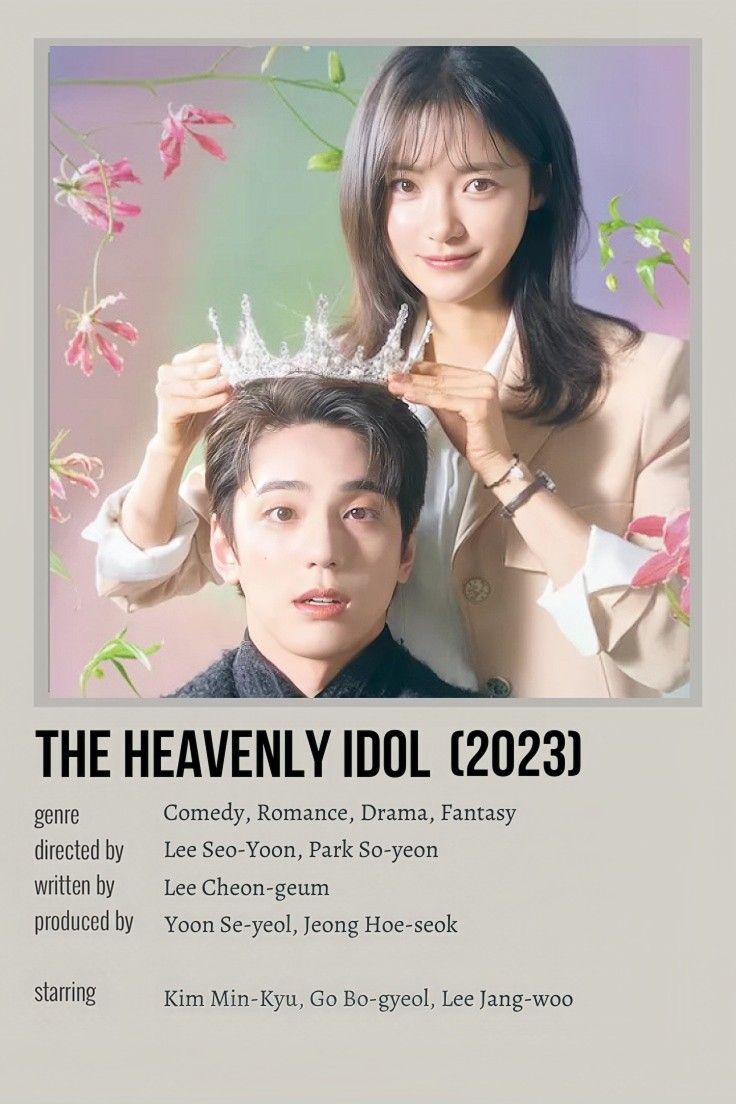 THE HEAVENLY IDOL (2023)
genre Comedy, Romance, Drama, Fantasy
directed by Lee Seo-Yoon, Park So-yeon
written by Lee Cheon-geum
produced by Yoon Se-yeol, Jeong Hoe-seok
starring Kim Min-Kyu, Go Bo-gyeol, Lee Jang-woo